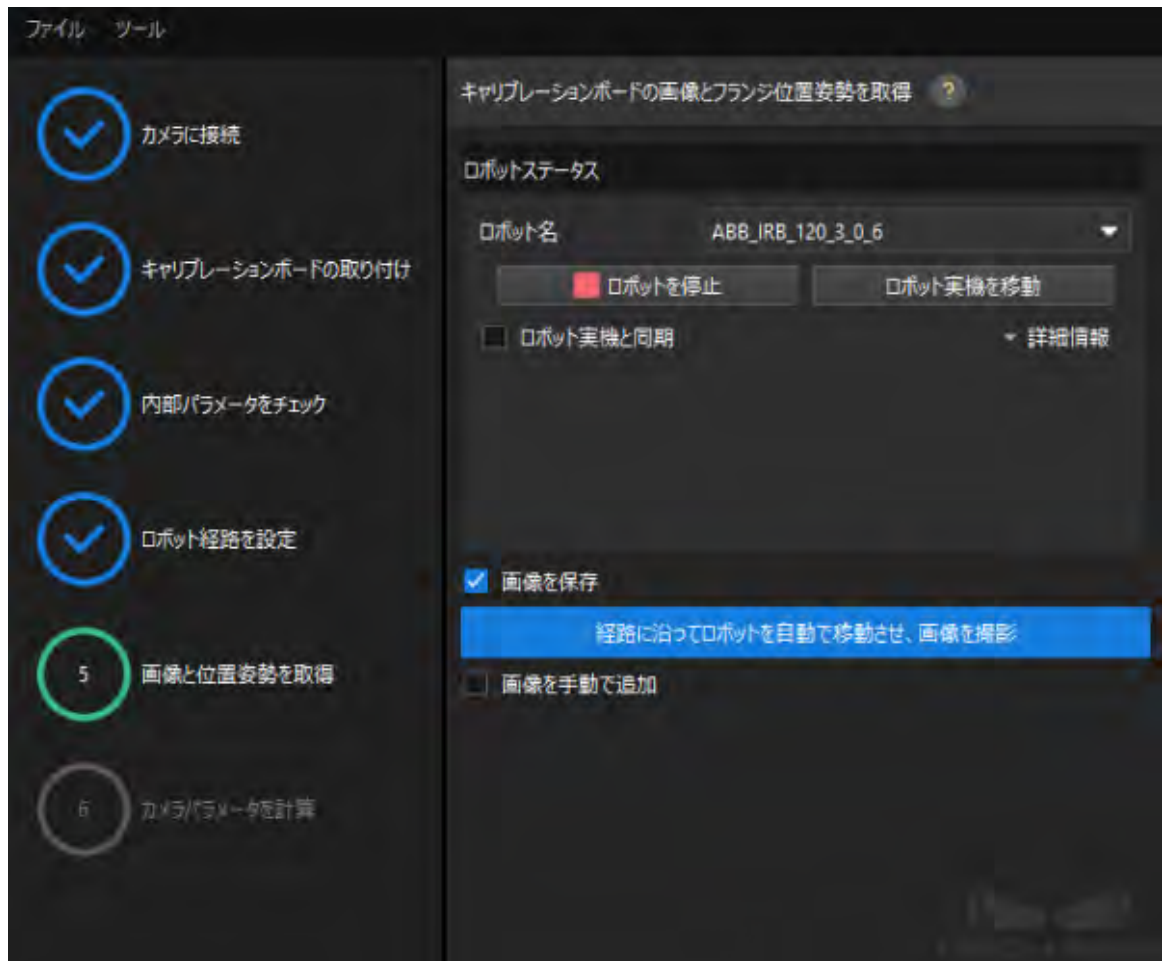 ファイル ツール
カメラに接続
キャリブレーションボードの取り付け
内部パラメータをチェック
ロボット経路を設定
5 画像と位置姿勢を取得
6 カメラパラメータを計算
キャリブレーションボードの画像とフランジ位置姿勢を取得 ?
ロボットステータス
ロボット名 ABB_IRB_120_3_0_6
ロボットを停止 ロボット実機を移動
ロボット実機と同期 詳細情報
画像を保存
経路に沿ってロボットを自動で移動させ、画像を撮影
画像を手動で追加